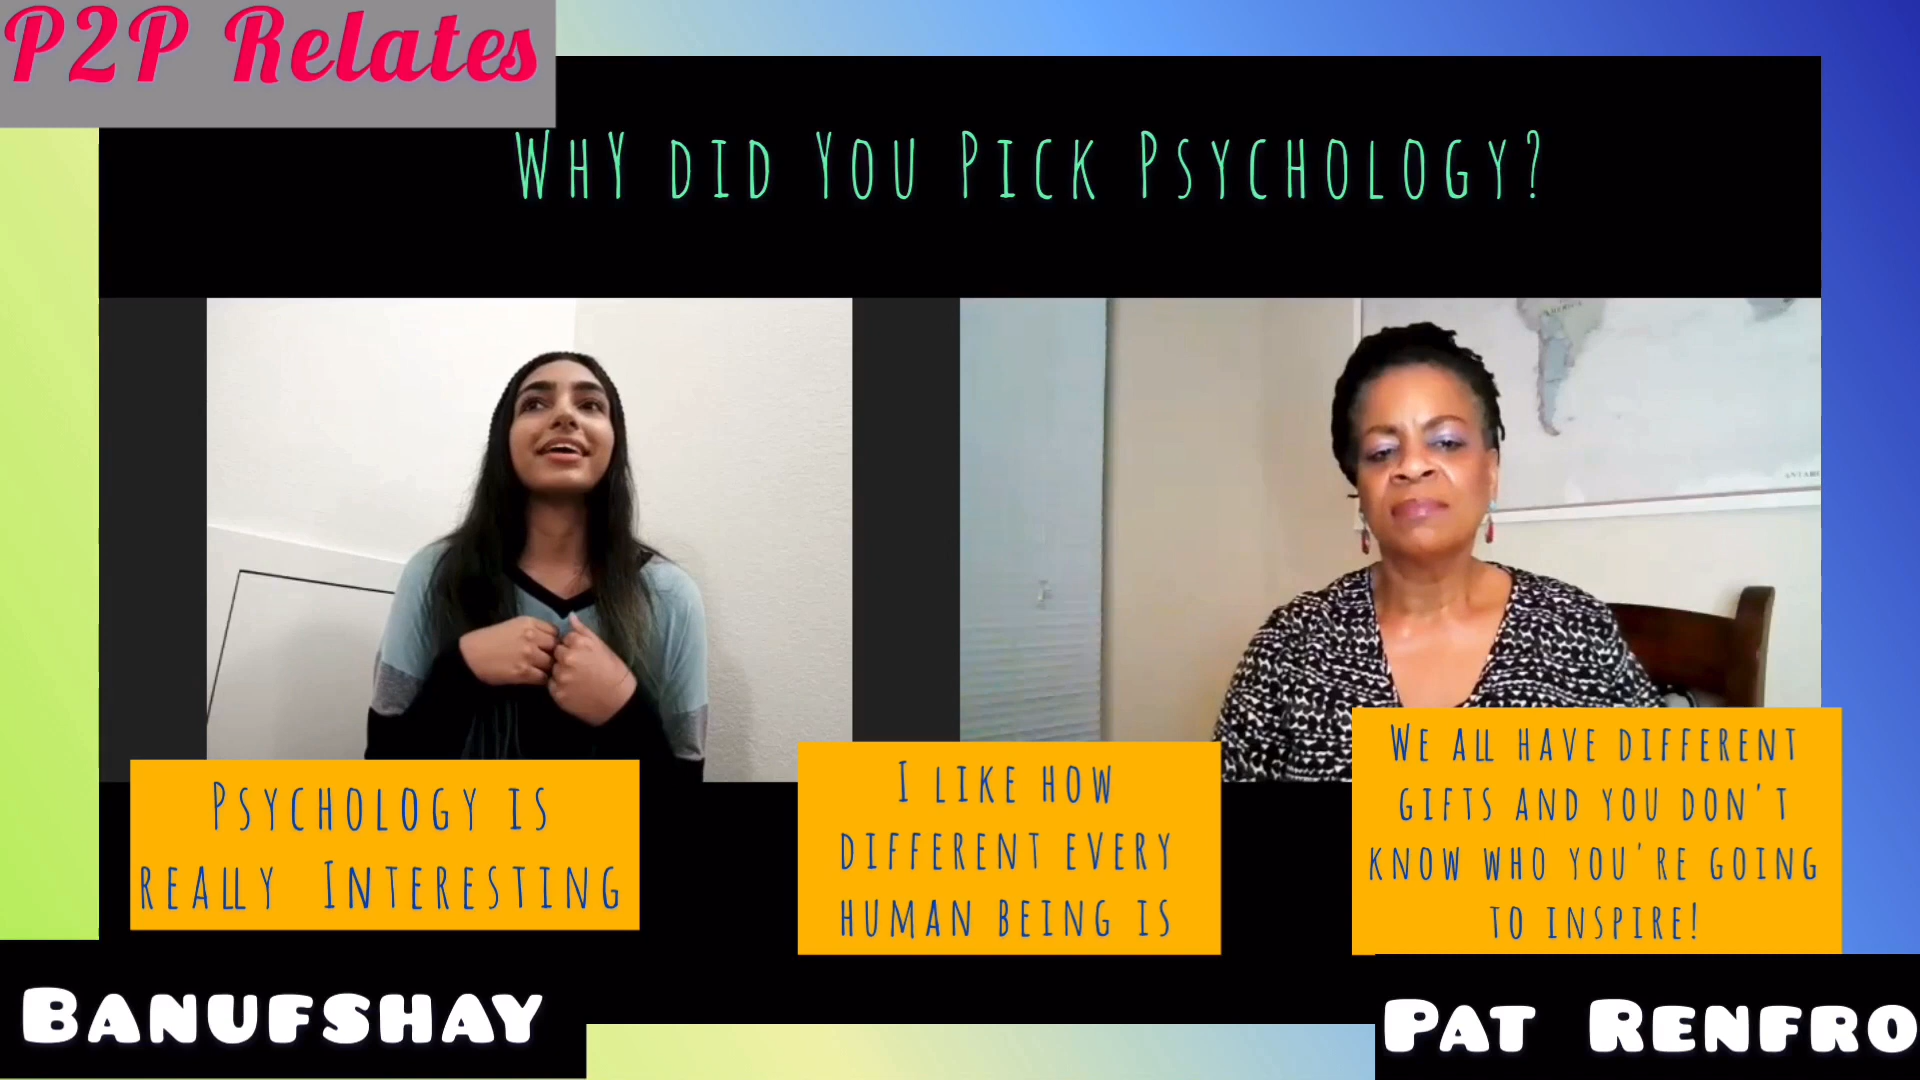 P2P Relates
WhY did You Pick Psychology?
Psychology is
really Interesting
I like how
different every
human being is
We all have different
gifts and you don't
know who you're going
to inspire!
Banufshay
Pat Renfro